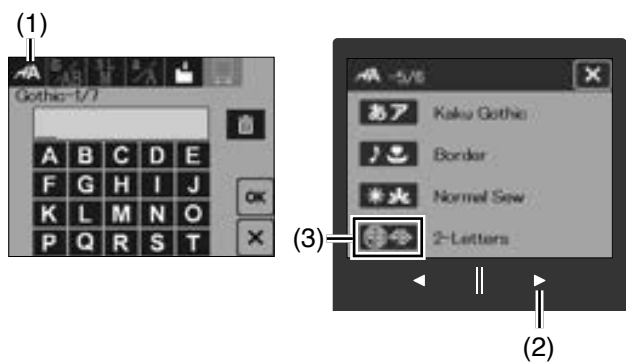 (1)
Gothic-1/7
A B C D E
F G H I J
OK
K L M N O
P Q R S T
-5/6
あア Kaku Gothic
Border
Normal Sew
(3)
2-Letters
(2)